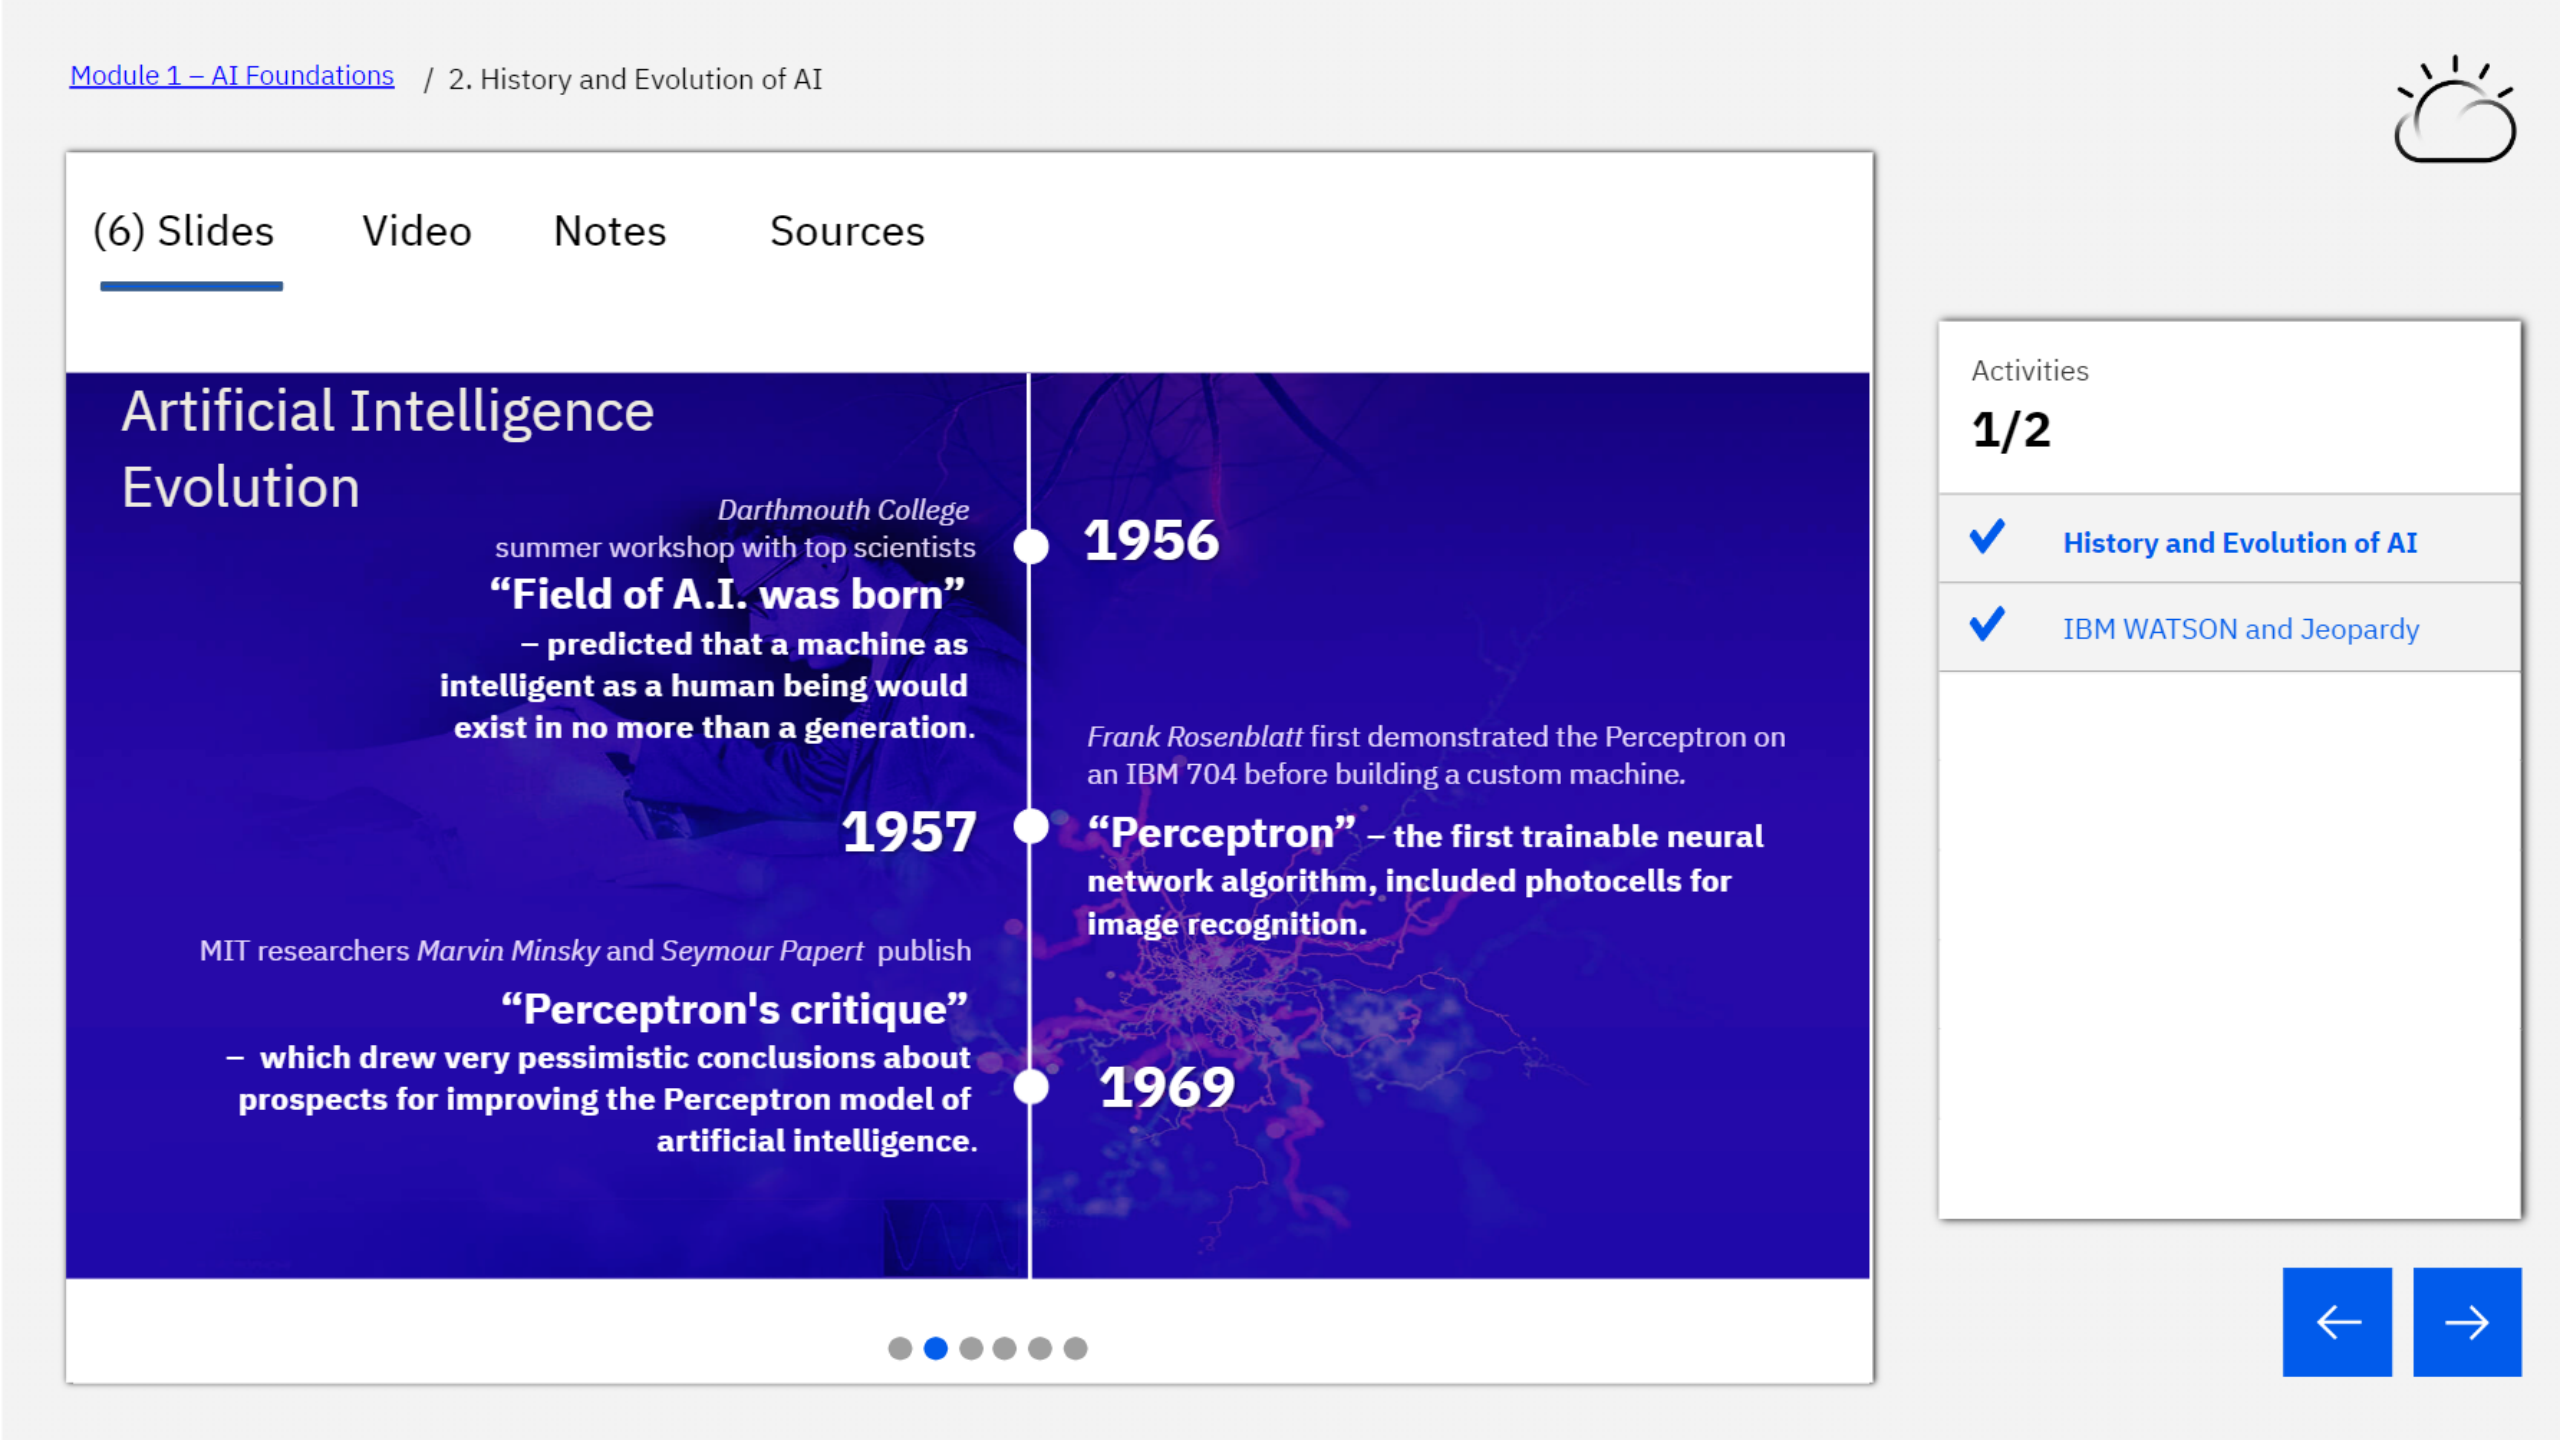 Module 1 – AI Foundations / 2. History and Evolution of AI
(6) Slides Video Notes Sources
Artificial Intelligence
Evolution
Darthmouth College
summer workshop with top scientists
“Field of A.I. was born”
– predicted that a machine as
intelligent as a human being would
exist in no more than a generation.
1956
Frank Rosenblatt first demonstrated the Perceptron on
an IBM 704 before building a custom machine.
1957
“Perceptron” – the first trainable neural
network algorithm, included photocells for
image recognition.
MIT researchers Marvin Minsky and Seymour Papert publish
“Perceptron's critique”
– which drew very pessimistic conclusions about
prospects for improving the Perceptron model of
artificial intelligence.
1969
Activities
1/2
History and Evolution of AI
IBM WATSON and Jeopardy